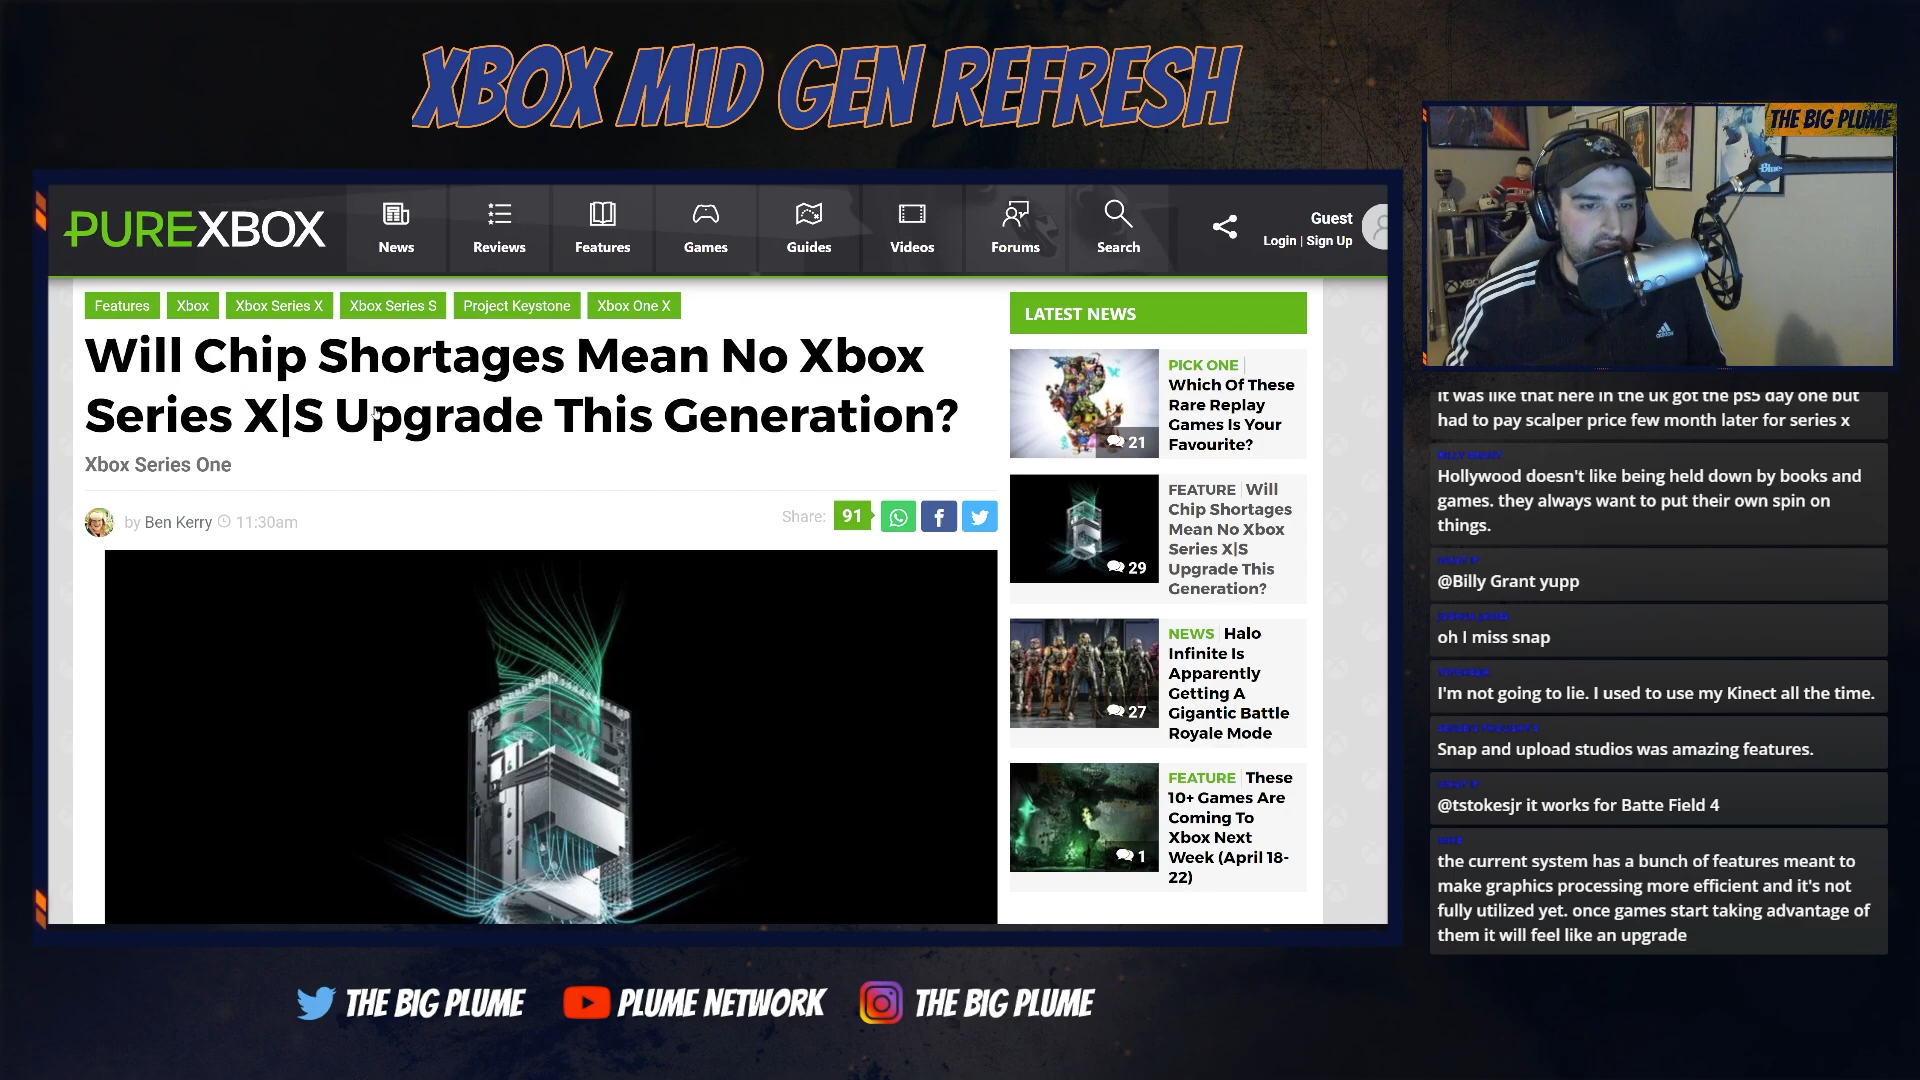 XBOX MID GEN REFRESH
THE BIG PLUME
Blue
adidas
XBOX
PUREXBOX
News
Reviews
Features
Games
Guides
Videos
Forums
Search
Guest
Login | Sign Up
Features
Xbox
Xbox Series X
Xbox Series S
Project Keystone
Xbox One X
Will Chip Shortages Mean No Xbox
Series X|S Upgrade This Generation?
Xbox Series One
by Ben Kerry 11:30am
Share: 91
LATEST NEWS
PICK ONE
Which Of These
Rare Replay
Games Is Your
Favourite?
21
FEATURE Will
Chip Shortages
Mean No Xbox
Series X|S
Upgrade This
Generation?
29
NEWS Halo
Infinite Is
Apparently
Getting A
Gigantic Battle
Royale Mode
27
FEATURE These
10+ Games Are
Coming To
Xbox Next
Week (April 18-
22)
1
It was like that here in the uk got the ps5 day one but
had to pay scalper price few month later for series x
Hollywood doesn't like being held down by books and
games. they always want to put their own spin on
things.
@Billy Grant yupp
oh I miss snap
I'm not going to lie. I used to use my Kinect all the time.
Snap and upload studios was amazing features.
@tstokesjr it works for Batte Field 4
the current system has a bunch of features meant to
make graphics processing more efficient and it's not
fully utilized yet. once games start taking advantage of
them it will feel like an upgrade
THE BIG PLUME
PLUME NETWORK
THE BIG PLUME